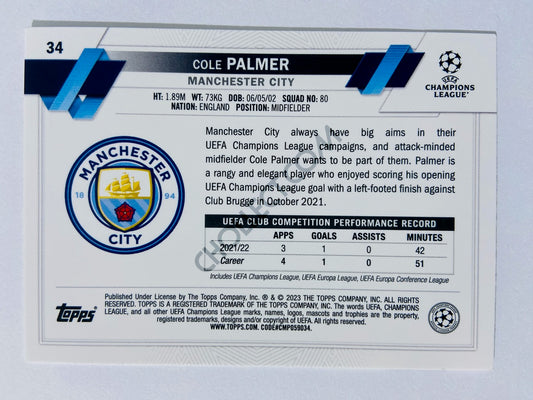 34
COLE PALMER
MANCHESTER CITY
UEFA
CHAMPIONS
LEAGUE
HT: 1.89M WT: 73KG DOB: 06/05/02 SQUAD NO: 80
NATION: ENGLAND POSITION: MIDFIELDER
Manchester City always have big aims in their
UEFA Champions League campaigns, and attack-minded
midfielder Cole Palmer wants to be part of them. Palmer
is a rangy and elegant player who enjoyed scoring his opening
UEFA Champions League goal with a left-footed finish against
Club Brugge in October 2021.
MANCHESTER
18 94
CITY
UEFA CLUB COMPETITION PERFORMANCE RECORD
APPS GOALS ASSISTS MINUTES
2021/22 3 1 0 42
Career 4 1 0 51
Includes UEFA Champions League, UEFA Europa League, UEFA Europa Conference League
CHOLLECT.COM
Topps
Published Under License by The Topps Company, Inc. ® & © 2023 THE TOPPS COMPANY, INC. ALL RIGHTS
RESERVED. TOPPS IS A REGISTERED TRADEMARK OF THE TOPPS COMPANY, INC. The UEFA word, the CHAMPIONS
LEAGUE, and all other UEFA Champions League marks, names, logos, mascots and trophies are the property,
registered trademarks, designs and/or copyright of UEFA. All rights reserved.
WWW.TOPPS.COM. CODE#CMP059034.